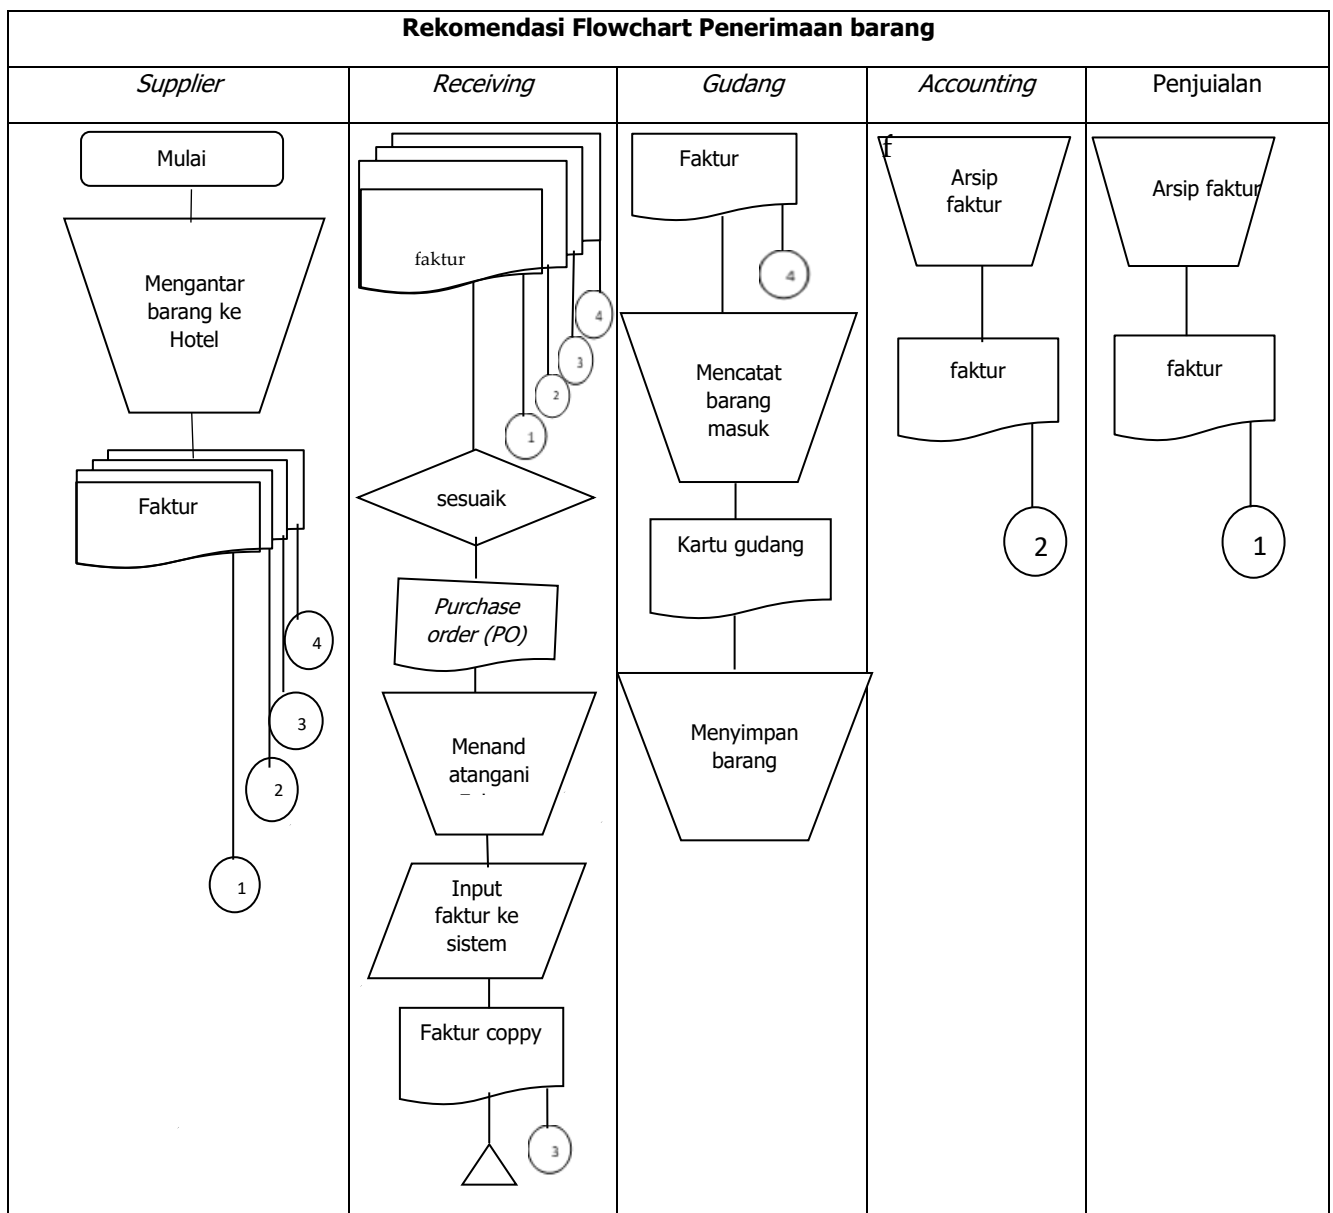 Rekomendasi Flowchart Penerimaan barang
Supplier
Receiving
Gudang
Accounting
Penjuialan
Mulai
Mengantar
barang ke
Hotel
Faktur
4
3
2
1
faktur
4
3
2
1
sesuaik
Purchase
order (PO)
Menand
atangani
Input
faktur ke
sistem
Faktur coppy
3
Faktur
4
Mencatat
barang
masuk
Kartu gudang
Menyimpan
barang
f
Arsip
faktur
faktur
2
Arsip faktur
faktur
1